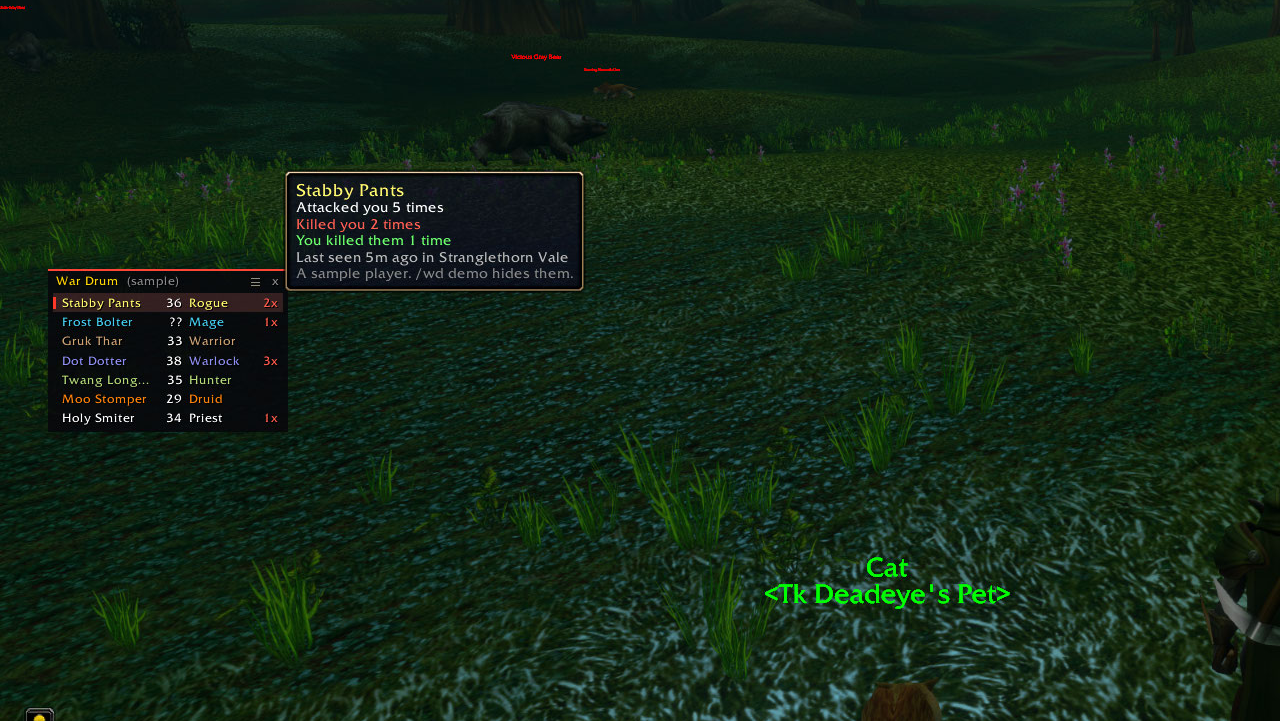 Vicious Gray Bear
Stabby Pants
Attacked you 5 times
Killed you 2 times
You killed them 1 time
Last seen 5m ago in Stranglethorn Vale
A sample player. /wd demo hides them.
War Drum (sample) x
Stabby Pants 36 Rogue 2x
Frost Bolter ?? Mage 1x
Gruk Thar 33 Warrior
Dot Dotter 38 Warlock 3x
Twang Long... 35 Hunter
Moo Stomper 29 Druid
Holy Smiter 34 Priest 1x
Cat
<Tk Deadeye's Pet>